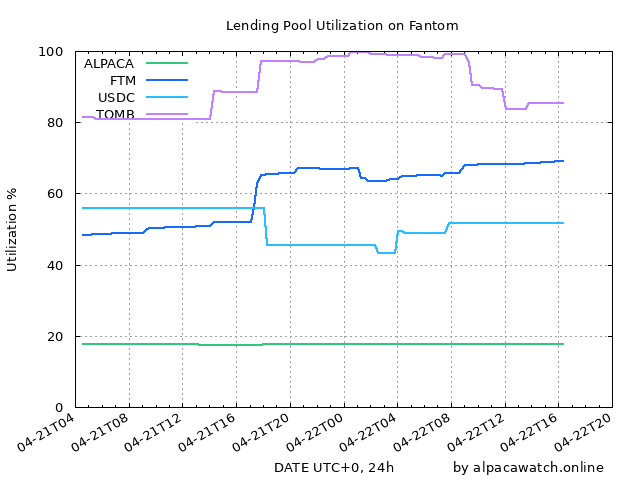 Lending Pool Utilization on Fantom
100
80
60
40
20
0
Utilization %
ALPACA
FTM
USDC
TOMB
04-21T04
04-21T08
04-21T12
04-21T16
04-21T20
04-22T00
04-22T04
04-22T08
04-22T12
04-22T16
04-22T20
DATE UTC+0, 24h
by alpacawatch.online